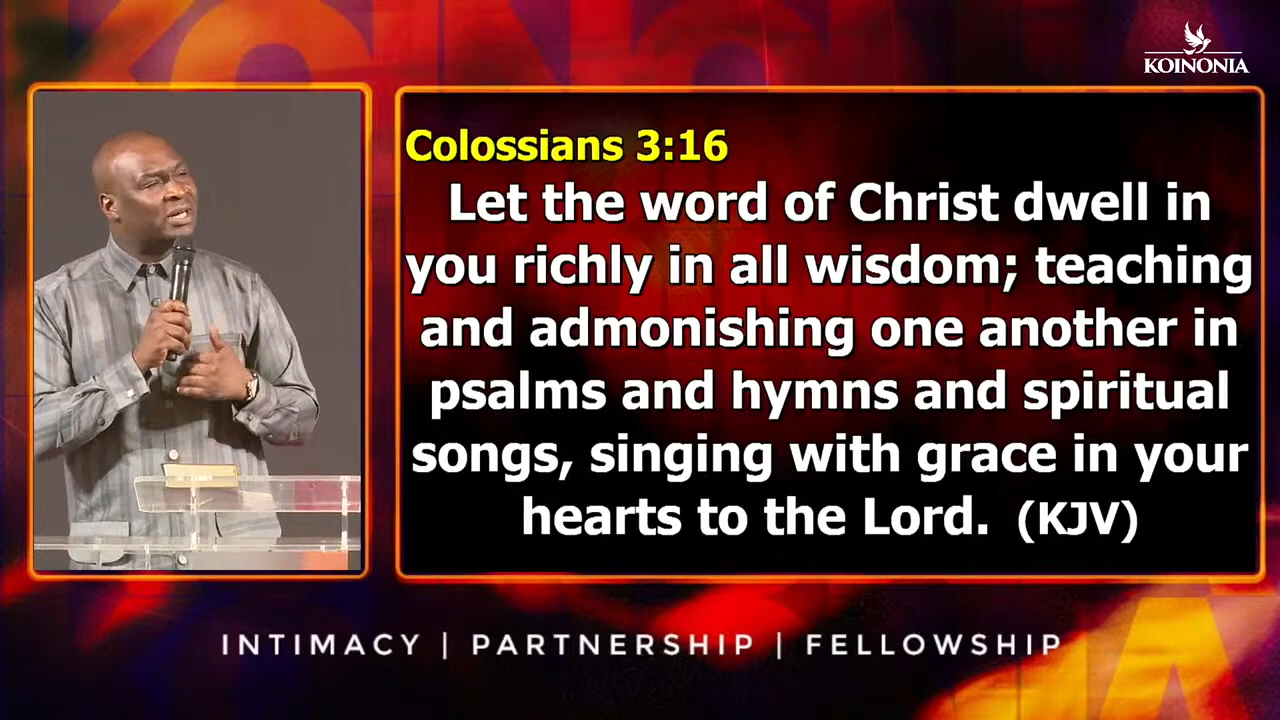 KOINONIA
Colossians 3:16
Let the word of Christ dwell in
you richly in all wisdom; teaching
and admonishing one another in
psalms and hymns and spiritual
songs, singing with grace in your
hearts to the Lord. (KJV)
INTIMACY | PARTNERSHIP | FELLOWSHIP